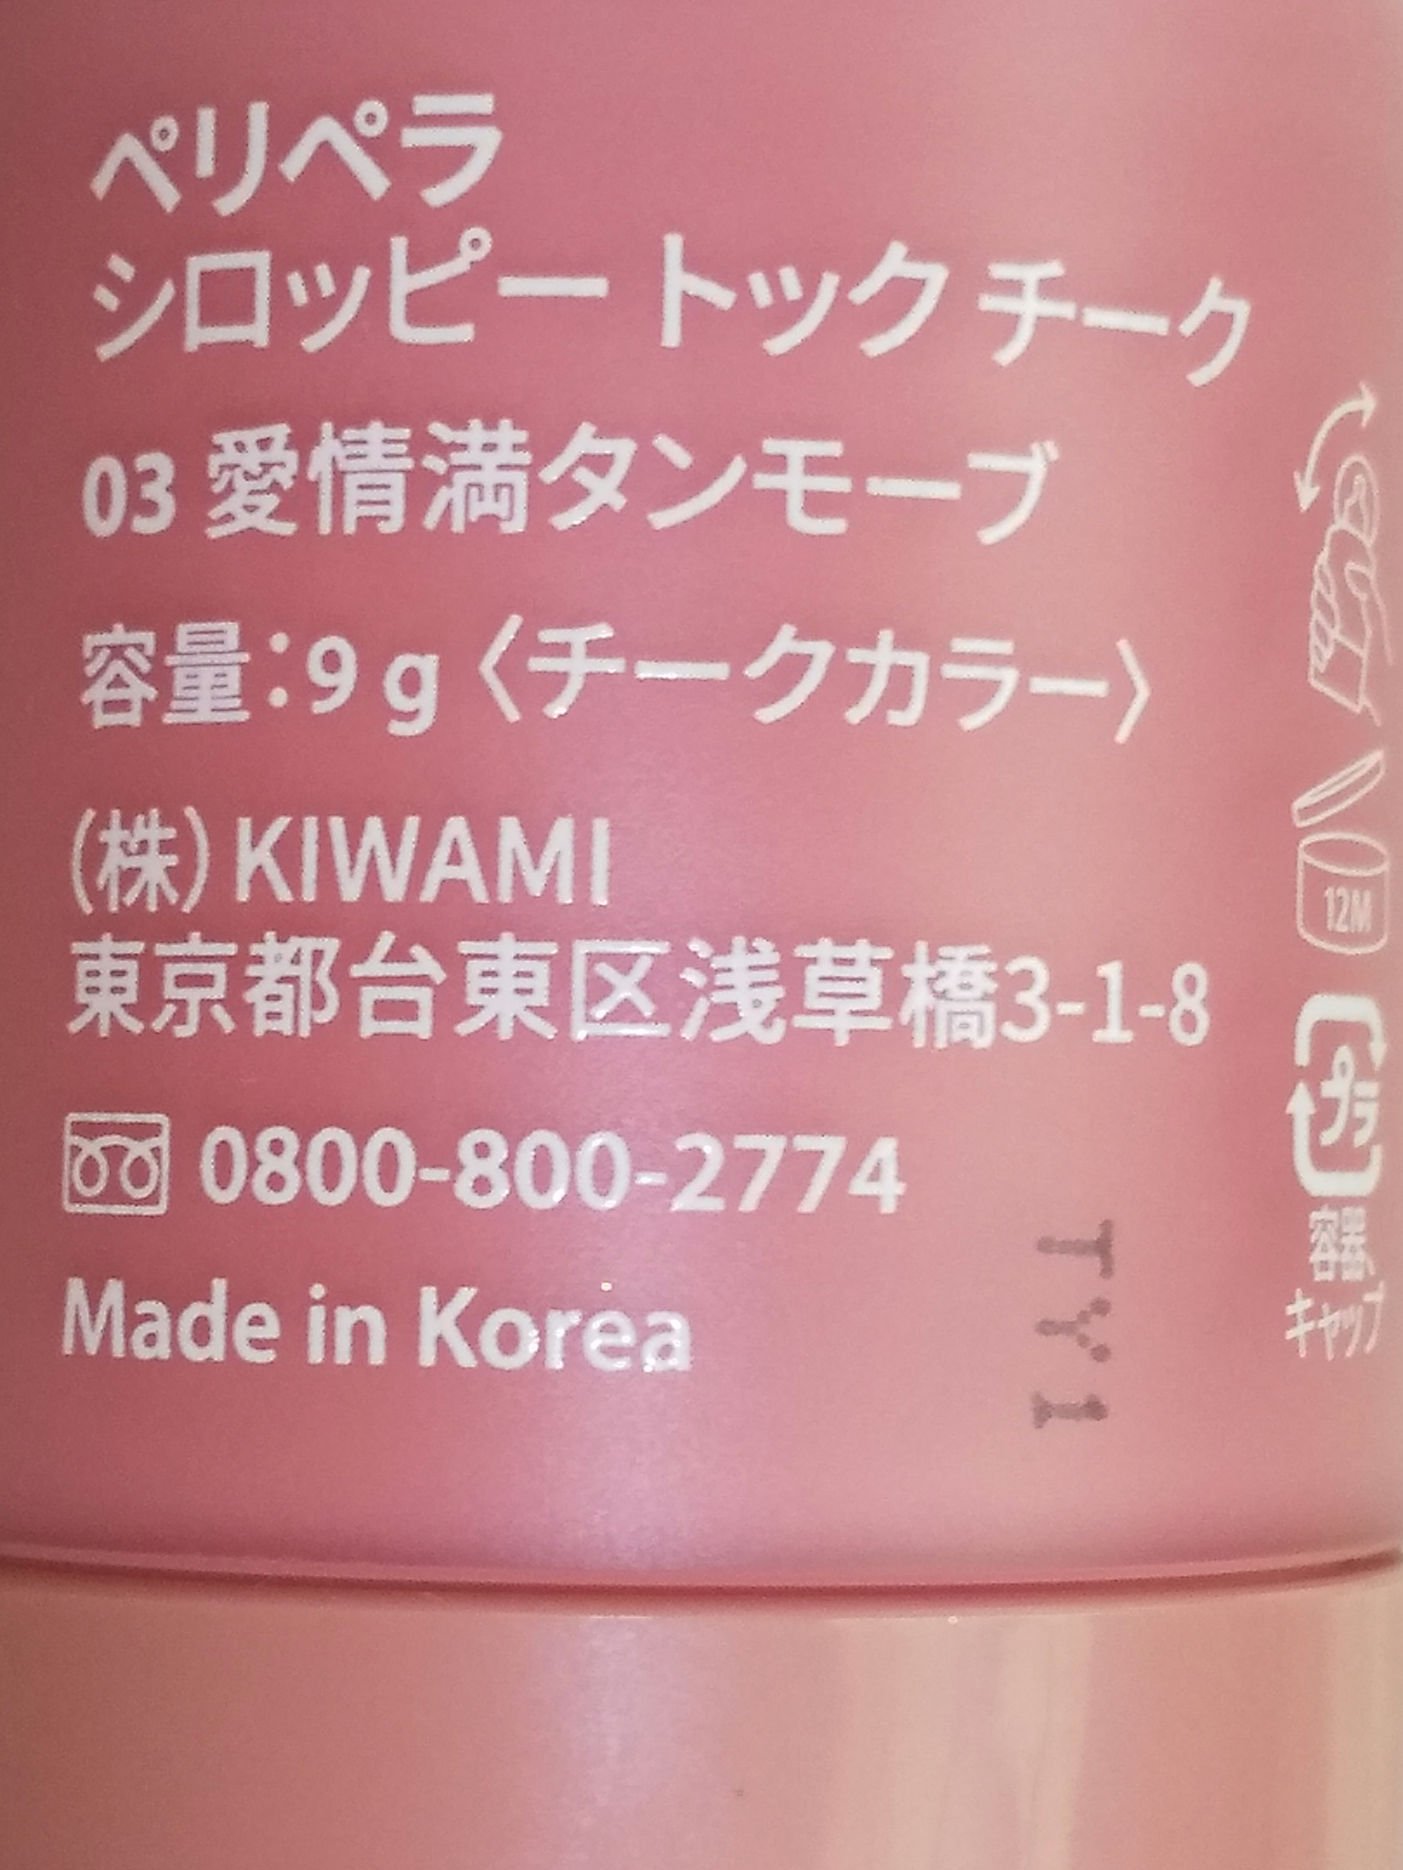 ペリペラ
シロッピー トック チーク
03 愛情満タンモーブ
容量:9 g〈チークカラー〉
(株) KIWAMI
東京都台東区浅草橋3-1-8
0800-800-2774
Made in Korea
TY1
12M
プラ
容器、
キャップ